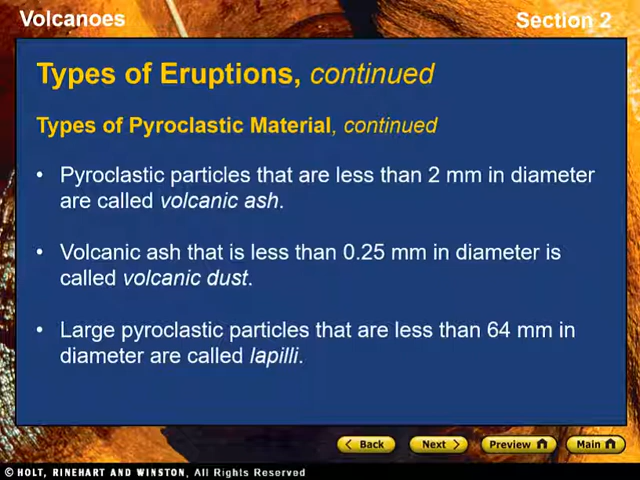 Volcanoes
Section 2
Types of Eruptions, continued
Types of Pyroclastic Material, continued
• Pyroclastic particles that are less than 2 mm in diameter
are called volcanic ash.
• Volcanic ash that is less than 0.25 mm in diameter is
called volcanic dust.
• Large pyroclastic particles that are less than 64 mm in
diameter are called lapilli.
< Back
Next >
Preview
Main
© HOLT, RINEHART AND WINSTON, All Rights Reserved